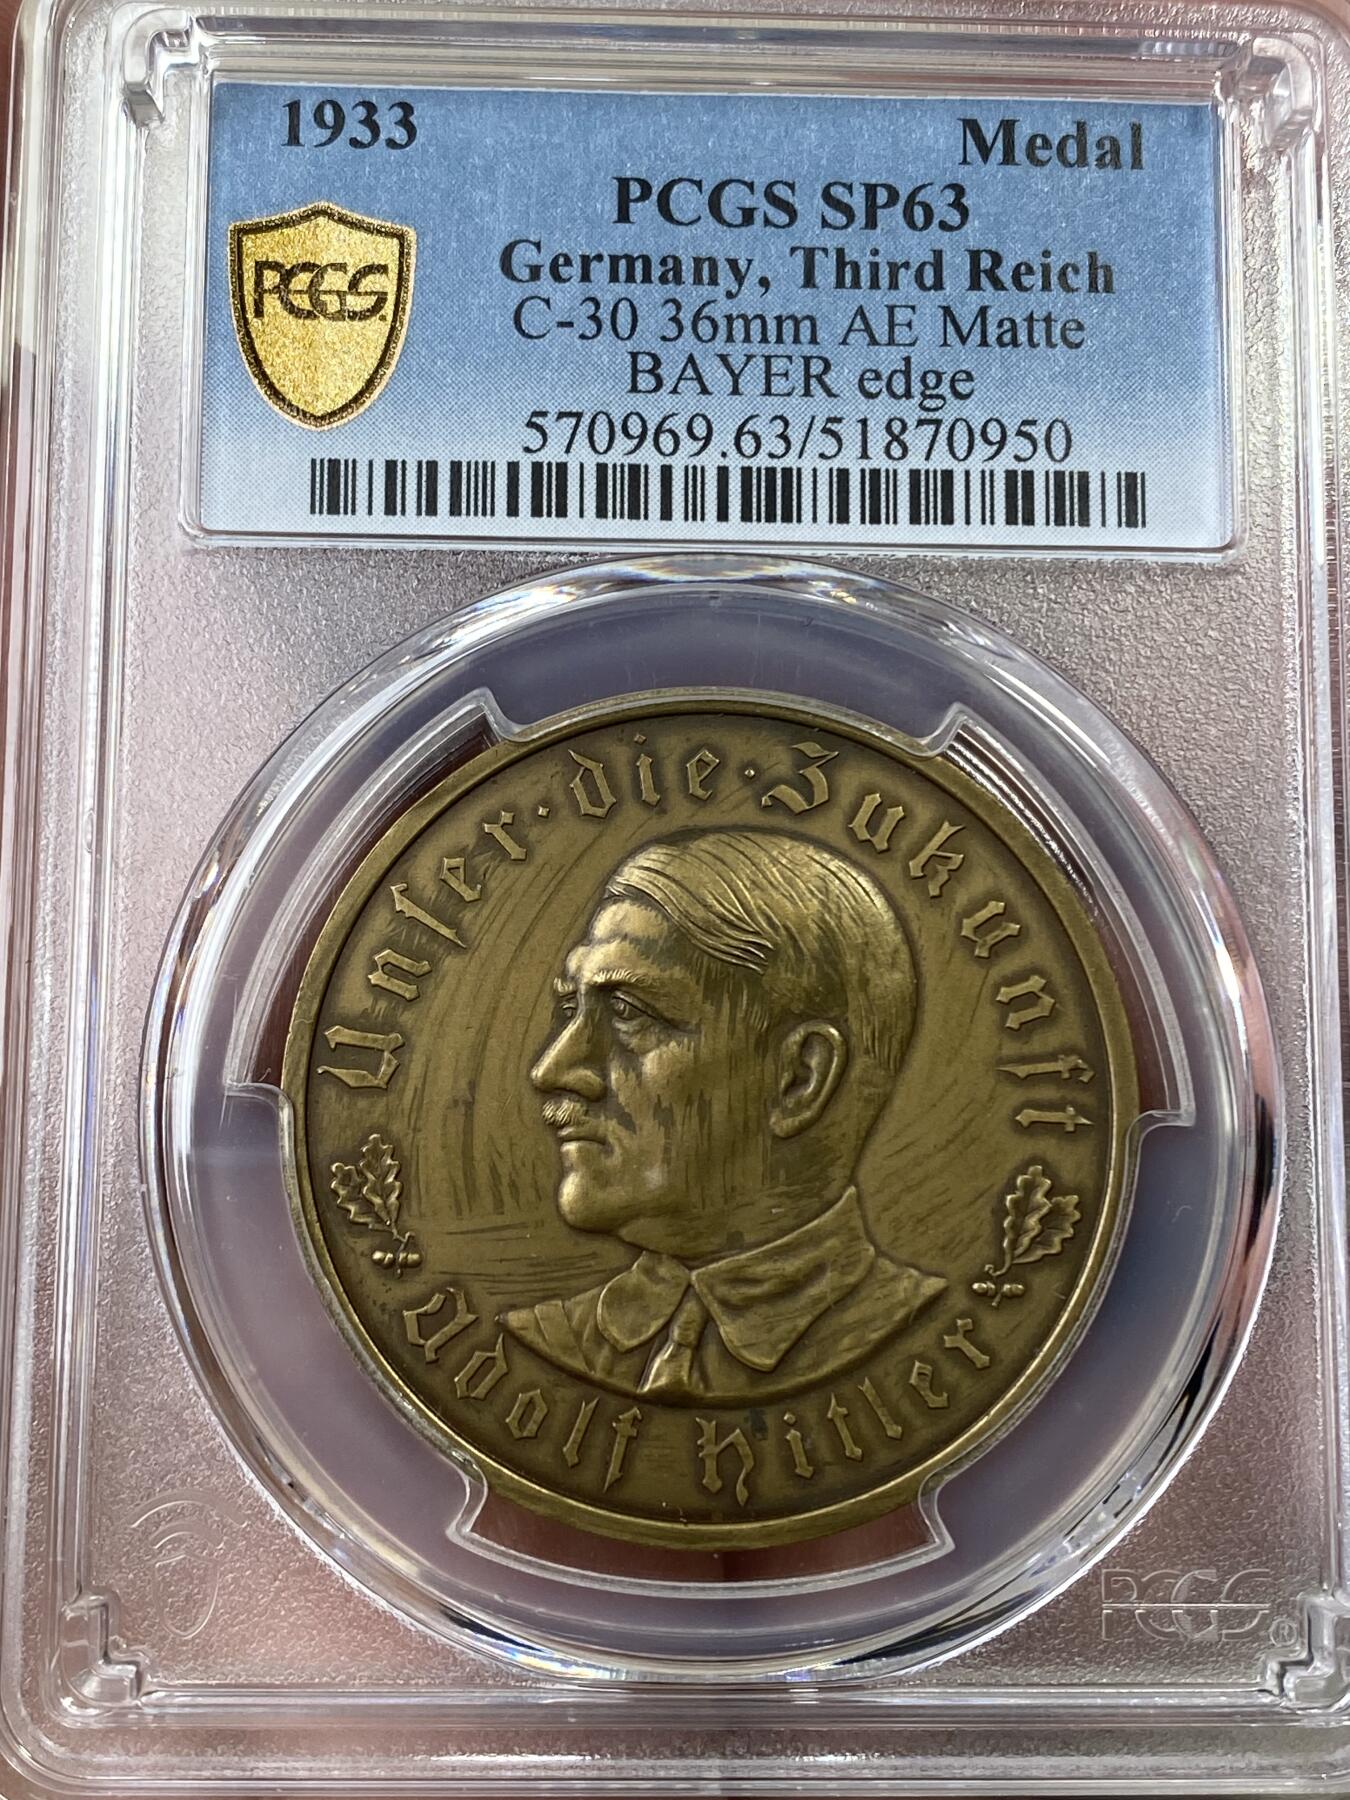 1933
Medal
PCGS SP63
Germany, Third Reich
C-30 36mm AE Matte
BAYER edge
570969.63/51870950
PCGS
Unser · die · Zukunft
Adolf Hitler
PCGS